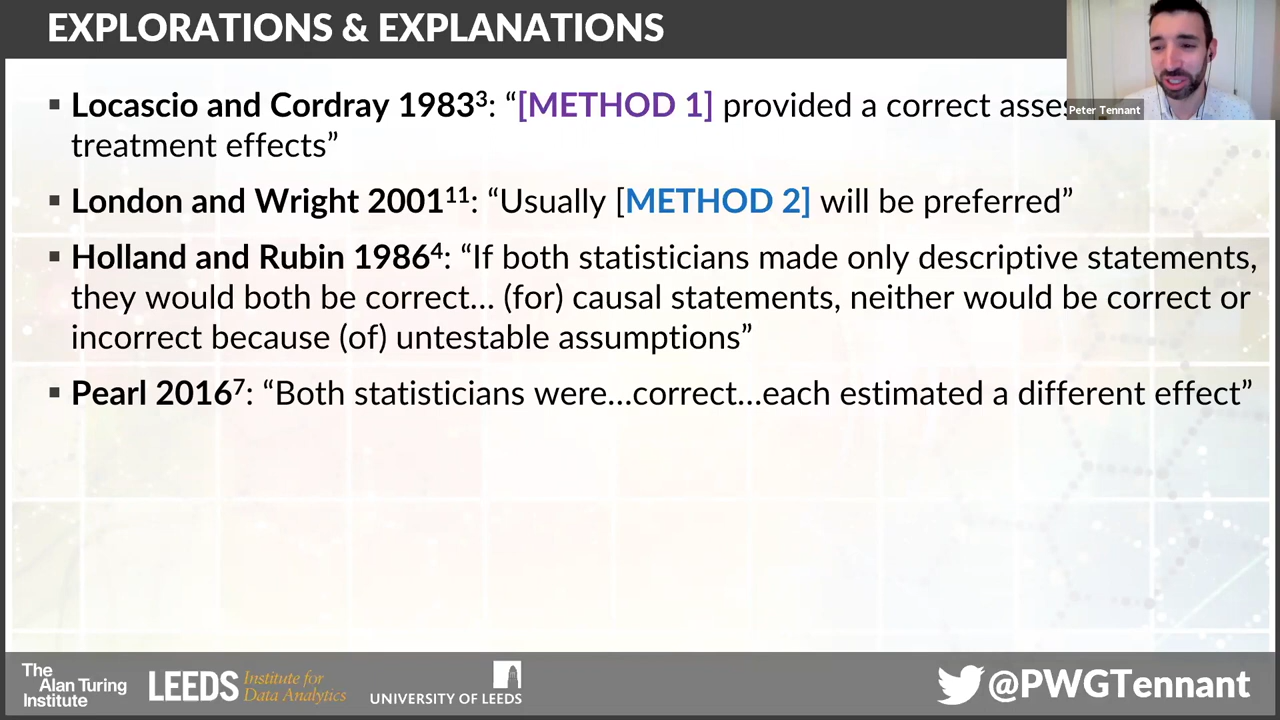 EXPLORATIONS & EXPLANATIONS
Peter Tennant
▪ Locascio and Cordray 1983³: “[METHOD 1] provided a correct
treatment effects”
▪ London and Wright 2001¹¹: “Usually [METHOD 2] will be preferred”
▪ Holland and Rubin 1986⁴: “If both statisticians made only descriptive statements,
they would both be correct... (for) causal statements, neither would be correct or
incorrect because (of) untestable assumptions”
▪ Pearl 2016⁷: “Both statisticians were...correct...each estimated a different effect”
The
Alan Turing
Institute
LEEDS Institute for
Data Analytics
UNIVERSITY OF LEEDS
@PWGTennant